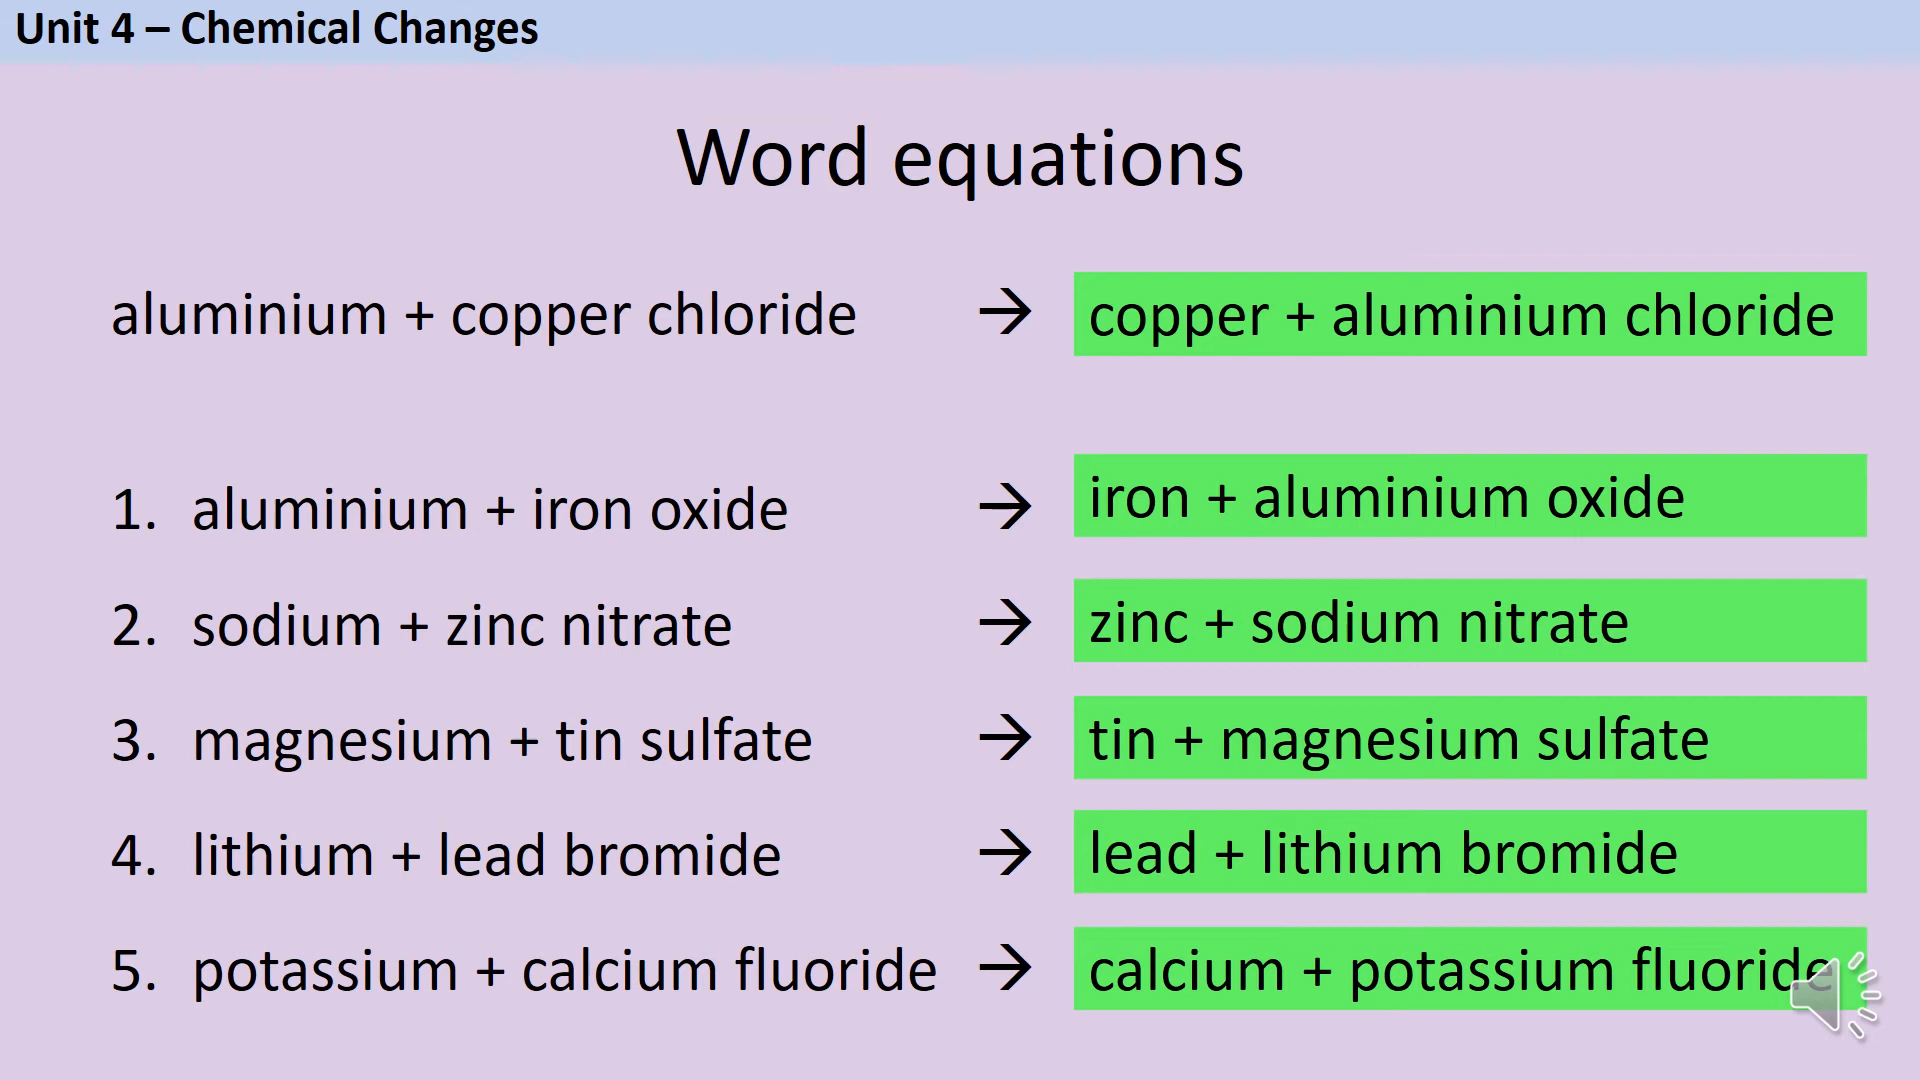 Unit 4 – Chemical Changes
Word equations
aluminium + copper chloride → copper + aluminium chloride
1. aluminium + iron oxide → iron + aluminium oxide
2. sodium + zinc nitrate → zinc + sodium nitrate
3. magnesium + tin sulfate → tin + magnesium sulfate
4. lithium + lead bromide → lead + lithium bromide
5. potassium + calcium fluoride → calcium + potassium fluoride